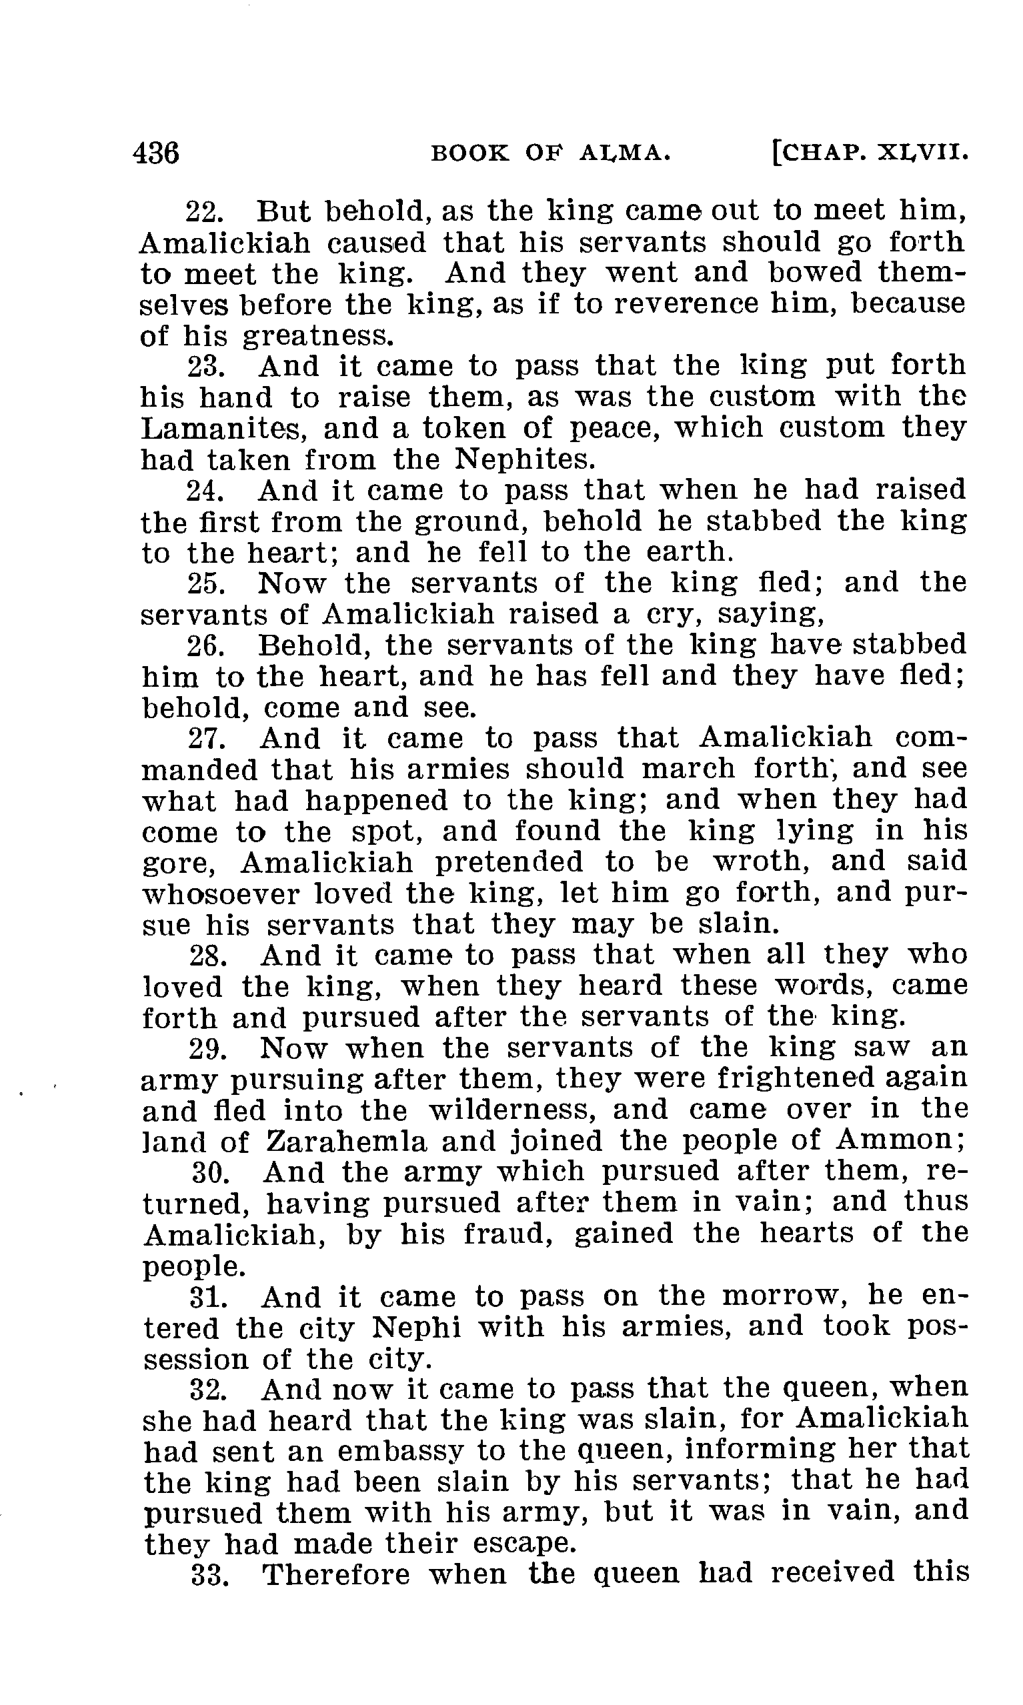 436 BOOK OF ALMA. [CHAP. XLVII.
22. But behold, as the king came out to meet him,
Amalickiah caused that his servants should go forth
to meet the king. And they went and bowed them-
selves before the king, as if to reverence him, because
of his greatness.
23. And it came to pass that the king put forth
his hand to raise them, as was the custom with the
Lamanites, and a token of peace, which custom they
had taken from the Nephites.
24. And it came to pass that when he had raised
the first from the ground, behold he stabbed the king
to the heart; and he fell to the earth.
25. Now the servants of the king fled; and the
servants of Amalickiah raised a cry, saying,
26. Behold, the servants of the king have stabbed
him to the heart, and he has fell and they have fled;
behold, come and see.
27. And it came to pass that Amalickiah com-
manded that his armies should march forth, and see
what had happened to the king; and when they had
come to the spot, and found the king lying in his
gore, Amalickiah pretended to be wroth, and said
whosoever loved the king, let him go forth, and pur-
sue his servants that they may be slain.
28. And it came to pass that when all they who
loved the king, when they heard these words, came
forth and pursued after the servants of the king.
29. Now when the servants of the king saw an
army pursuing after them, they were frightened again
and fled into the wilderness, and came over in the
land of Zarahemla and joined the people of Ammon;
30. And the army which pursued after them, re-
turned, having pursued after them in vain; and thus
Amalickiah, by his fraud, gained the hearts of the
people.
31. And it came to pass on the morrow, he en-
tered the city Nephi with his armies, and took pos-
session of the city.
32. And now it came to pass that the queen, when
she had heard that the king was slain, for Amalickiah
had sent an embassy to the queen, informing her that
the king had been slain by his servants; that he had
pursued them with his army, but it was in vain, and
they had made their escape.
33. Therefore when the queen had received this